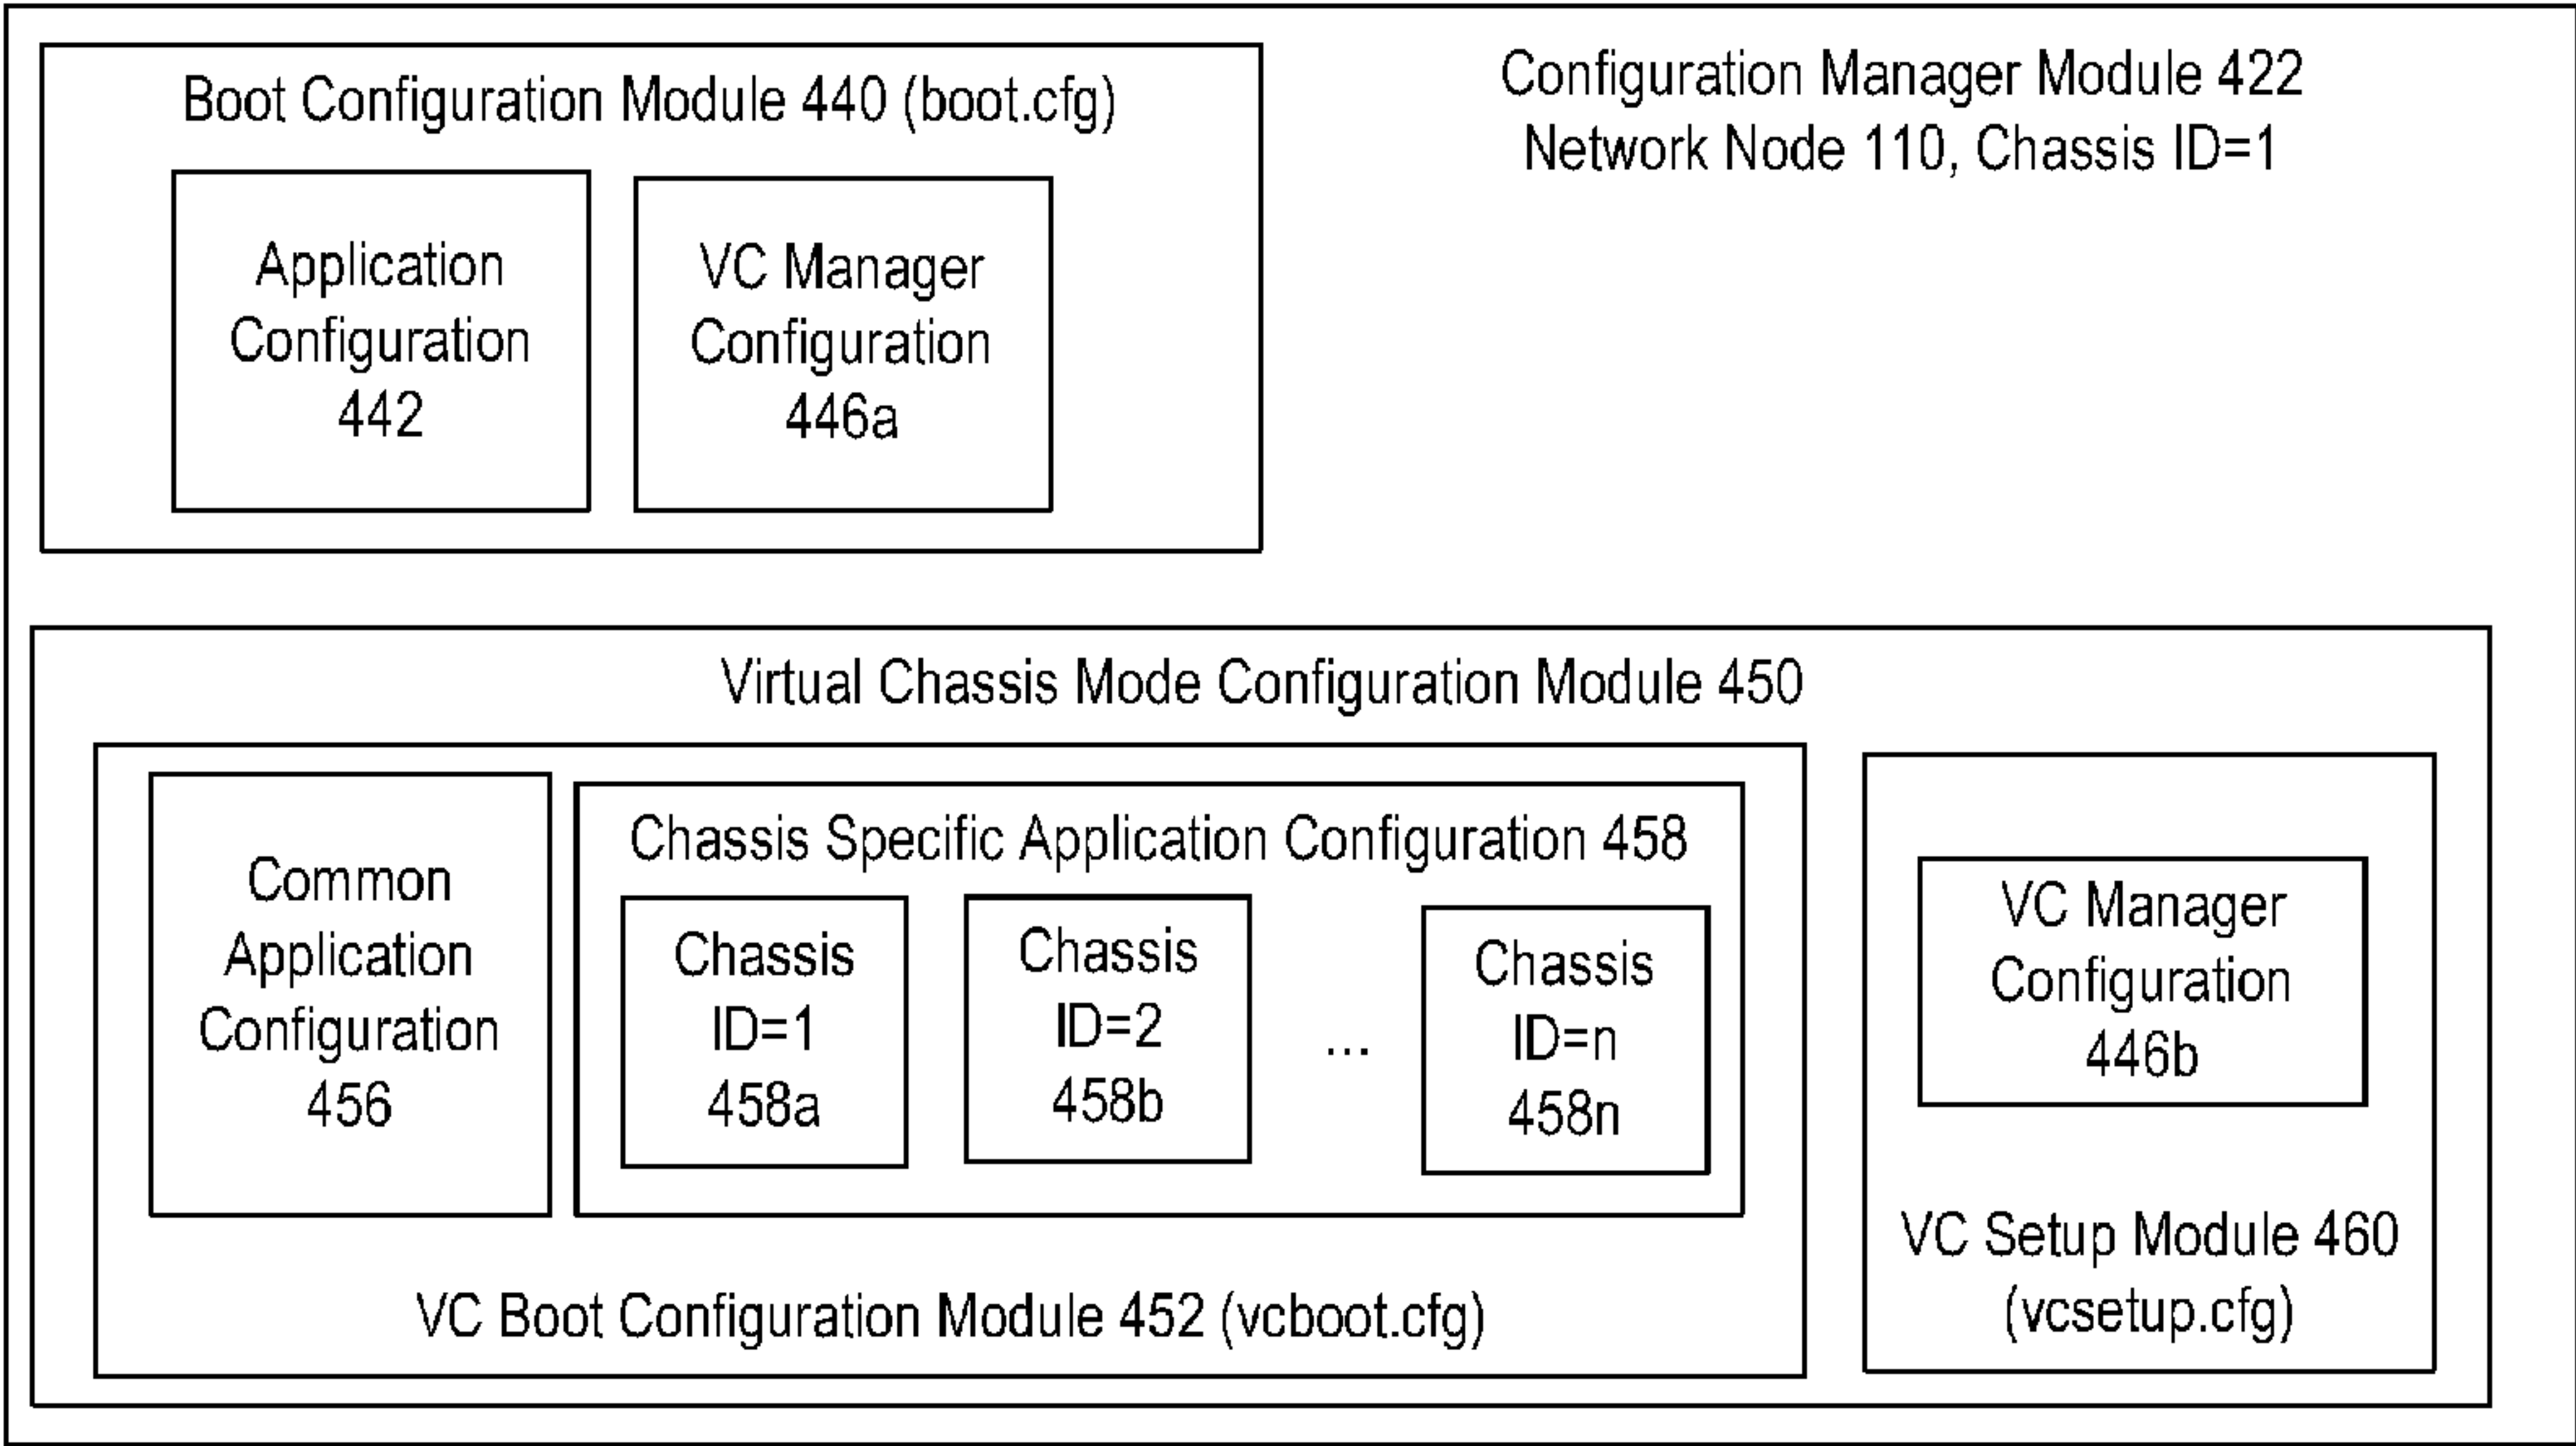 Boot Configuration Module 440 (boot.cfg)
Application
Configuration
442
VC Manager
Configuration
446a
Configuration Manager Module 422
Network Node 110, Chassis ID=1
Virtual Chassis Mode Configuration Module 450
Common
Application
Configuration
456
Chassis Specific Application Configuration 458
Chassis
ID=1
458a
Chassis
ID=2
458b
...
Chassis
ID=n
458n
VC Boot Configuration Module 452 (vcboot.cfg)
VC Manager
Configuration
446b
VC Setup Module 460
(vcsetup.cfg)